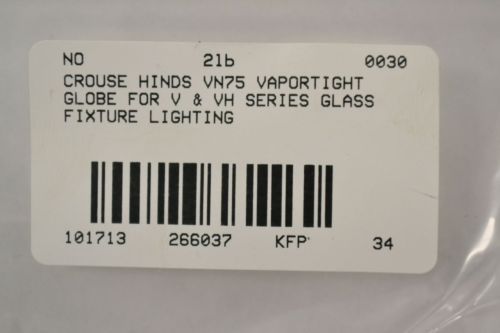 NO 21b 0030
CROUSE HINDS VN75 VAPORTIGHT
GLOBE FOR V & VH SERIES GLASS
FIXTURE LIGHTING
101713 266037 KFP 34